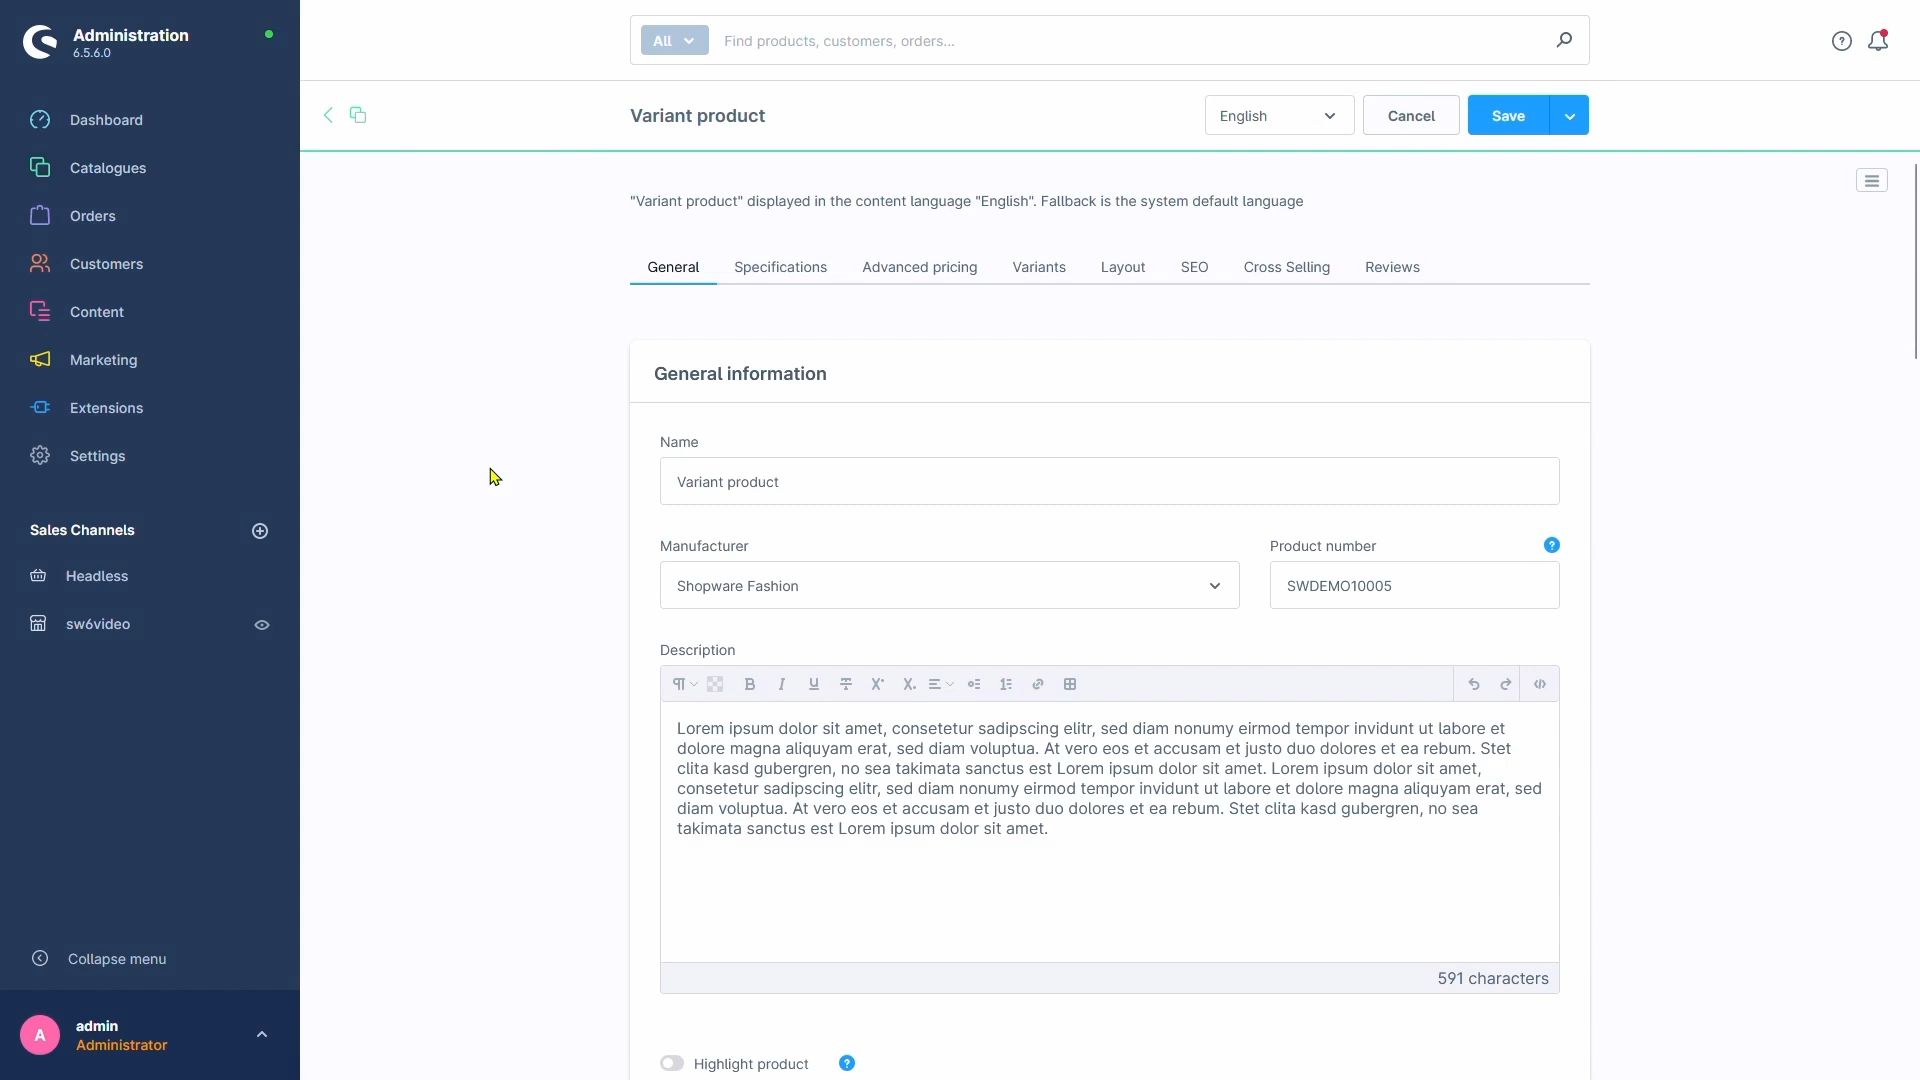 Administration
6.5.6.0
All
Find products, customers, orders...
Variant product
English
Cancel
Save
Dashboard
Catalogues
Orders
Customers
Content
Marketing
Extensions
Settings
Sales Channels
Headless
sw6video
Collapse menu
A
admin
Administrator
"Variant product" displayed in the content language "English". Fallback is the system default language
General
Specifications
Advanced pricing
Variants
Layout
SEO
Cross Selling
Reviews
General information
Name
Variant product
Manufacturer
Product number
Shopware Fashion
SWDEMO10005
Description
Lorem ipsum dolor sit amet, consetetur sadipscing elitr, sed diam nonumy eirmod tempor invidunt ut labore et
dolore magna aliquyam erat, sed diam voluptua. At vero eos et accusam et justo duo dolores et ea rebum. Stet
clita kasd gubergren, no sea takimata sanctus est Lorem ipsum dolor sit amet. Lorem ipsum dolor sit amet,
consetetur sadipscing elitr, sed diam nonumy eirmod tempor invidunt ut labore et dolore magna aliquyam erat, sed
diam voluptua. At vero eos et accusam et justo duo dolores et ea rebum. Stet clita kasd gubergren, no sea
takimata sanctus est Lorem ipsum dolor sit amet.
591 characters
Highlight product